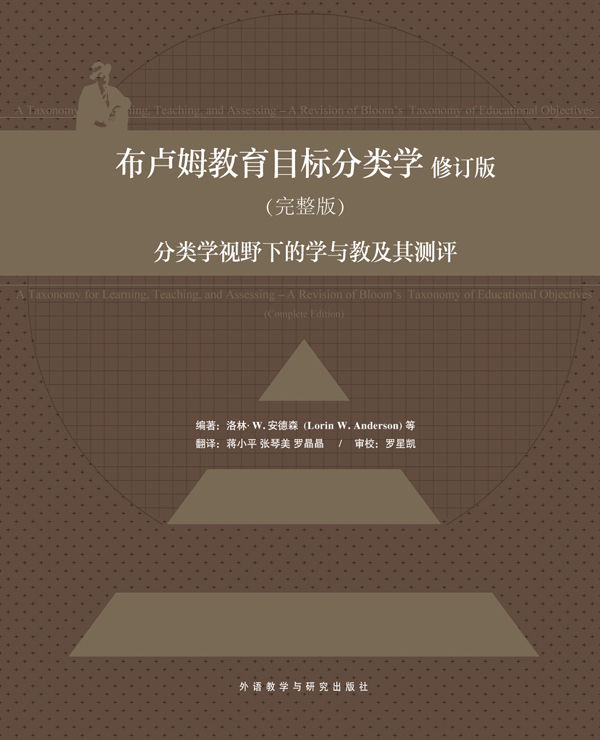 A Taxonomy ning, Teaching, and Assessing – A Revision of Bloom's Taxonomy of Educational Objectives
布卢姆教育目标分类学 修订版
（完整版）
分类学视野下的学与教及其测评
A Taxonomy for Learning, Teaching, and Assessing – A Revision of Bloom's Taxonomy of Educational Objectives
(Complete Edition)
编著：洛林· W. 安德森 (Lorin W. Anderson) 等
翻译：蒋小平 张琴美 罗晶晶 / 审校：罗星凯
外语教学与研究出版社